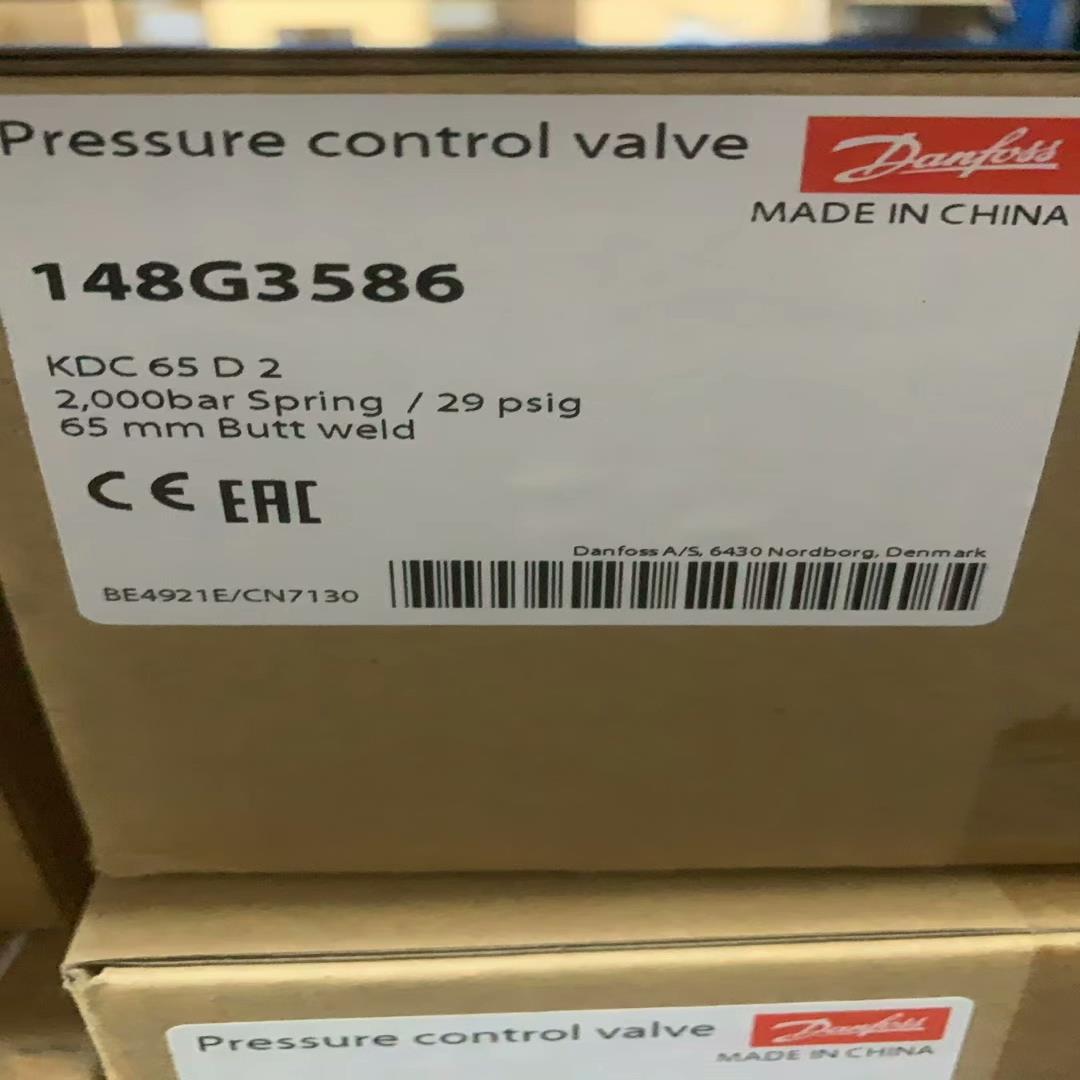 Pressure control valve
Danfoss
MADE IN CHINA
148G3586
KDC 65 D 2
2,000bar Spring / 29 psig
65 mm Butt weld
CE EAC
Danfoss A/S, 6430 Nordborg, Denmark
BE4921E/CN7130
Pressure control valve
Danfoss
MADE IN CHINA